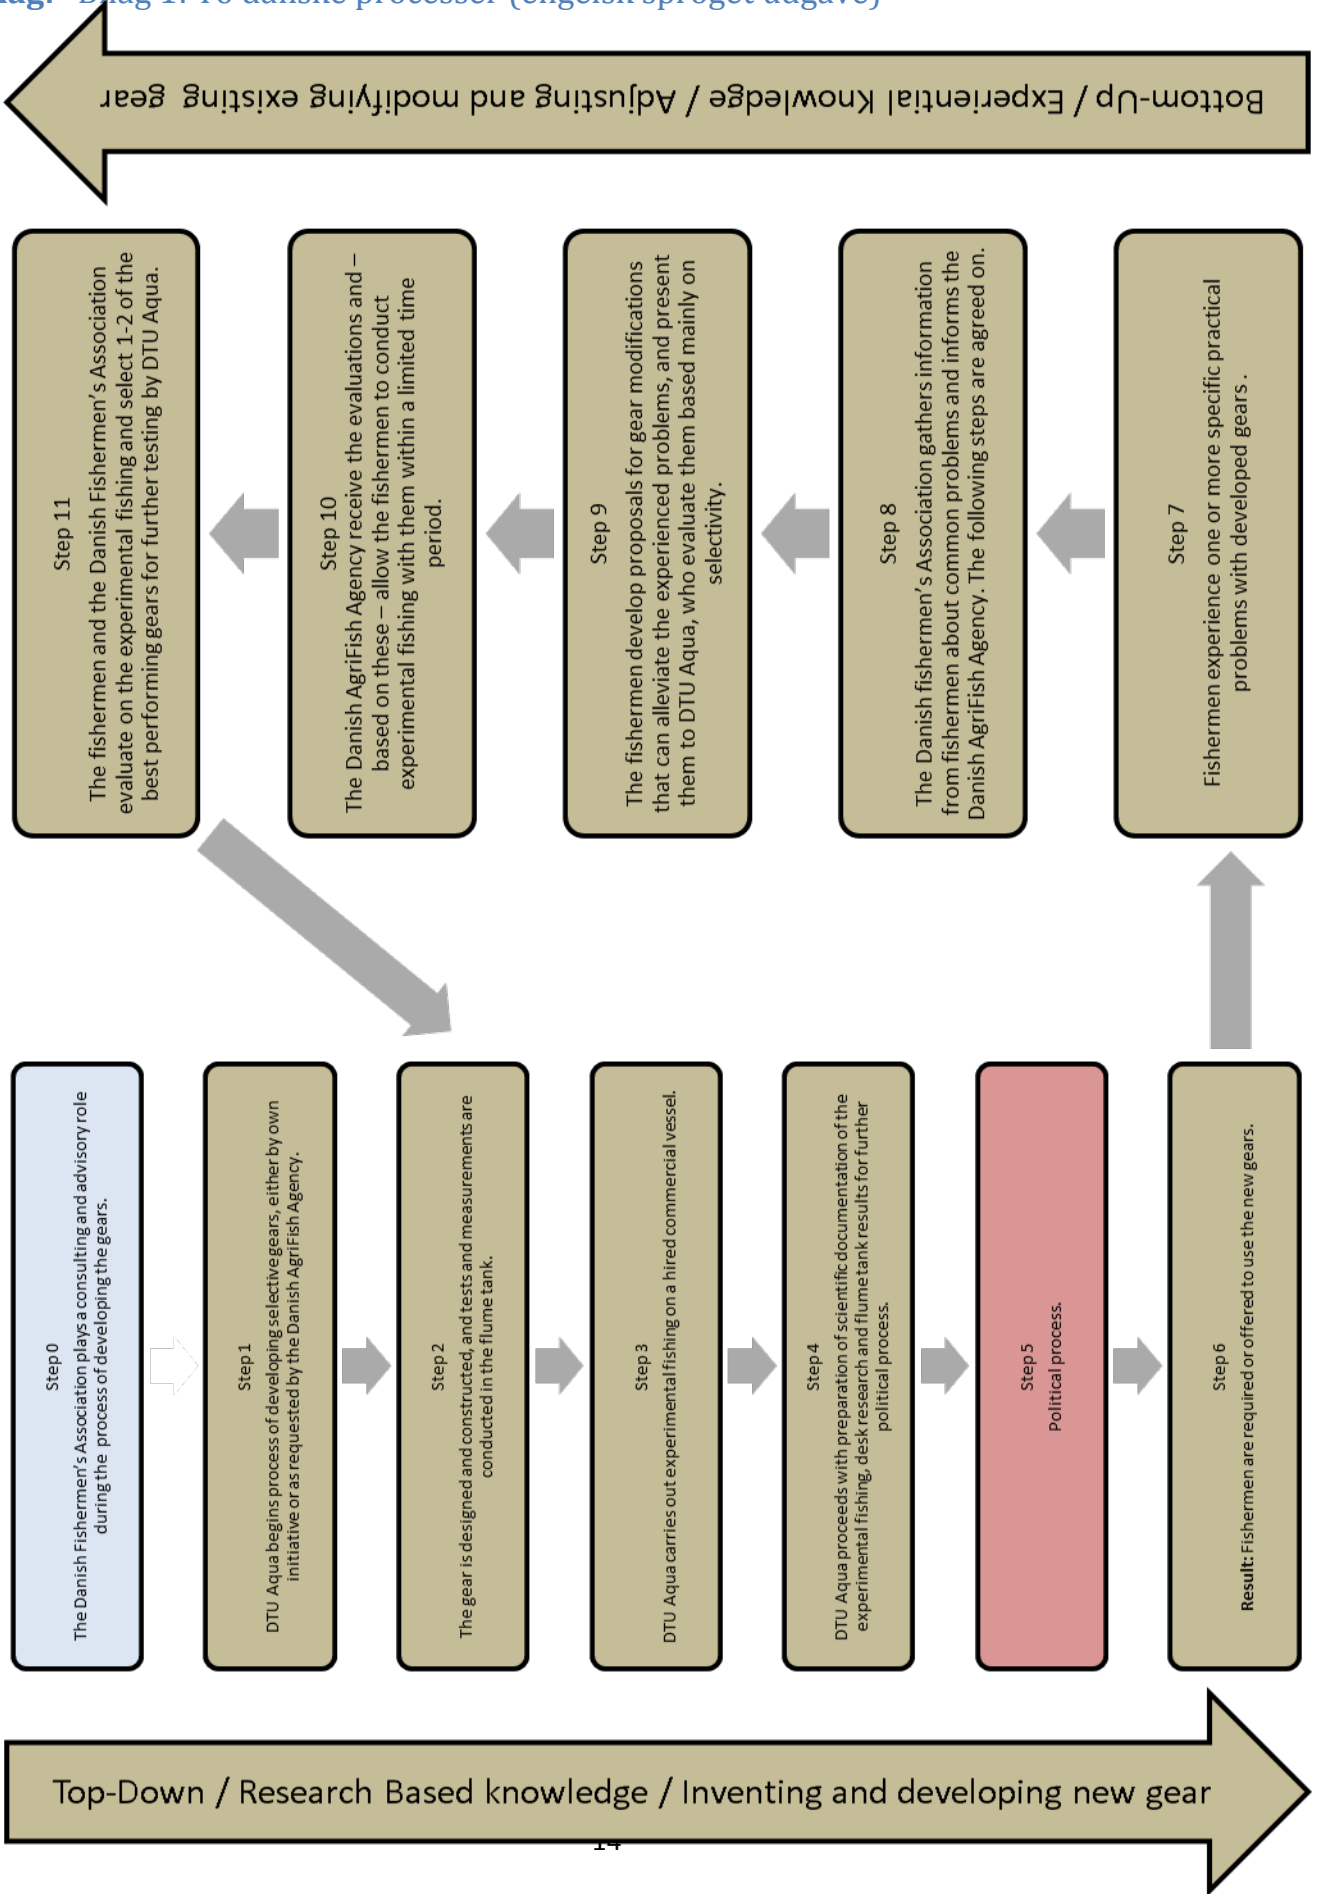 Bilag 1: To danske processer (engelsk sproget udgave)
Bottom-Up / Experiential Knowledge / Adjusting and modifying existing gear
Step 11
The fishermen and the Danish Fishermen's Association
evaluate on the experimental fishing and select 1-2 of the
best performing gears for further testing by DTU Aqua.
Step 10
The Danish AgriFish Agency receive the evaluations and –
based on these – allow the fishermen to conduct
experimental fishing with them within a limited time
period.
Step 9
The fishermen develop proposals for gear modifications
that can alleviate the experienced problems, and present
them to DTU Aqua, who evaluate them based mainly on
selectivity.
Step 8
The Danish fishermen's Association gathers information
from fishermen about common problems and informs the
Danish AgriFish Agency. The following steps are agreed on.
Step 7
Fishermen experience one or more specific practical
problems with developed gears .
Step 0
The Danish Fishermen's Association plays a consulting and advisory role
during the process of developing the gears.
Step 1
DTU Aqua begins process of developing selective gears, either by own
initiative or as requested by the Danish AgriFish Agency.
Step 2
The gear is designed and constructed, and tests and measurements are
conducted in the flume tank.
Step 3
DTU Aqua carries out experimental fishing on a hired commercial vessel.
Step 4
DTU Aqua proceeds with preparation of scientific documentation of the
experimental fishing, desk research and flume tank results for further
political process.
Step 5
Political process.
Step 6
Result: Fishermen are required or offered to use the new gears.
Top-Down / Research Based knowledge / Inventing and developing new gear
14